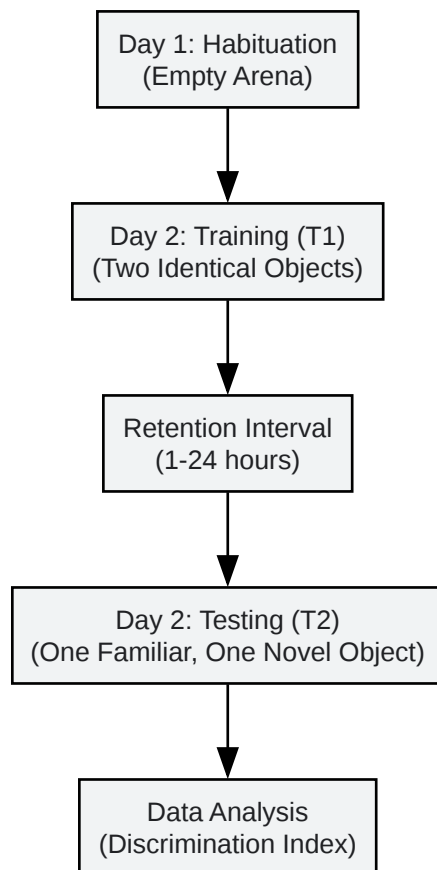 Day 1: Habituation
(Empty Arena)
Day 2: Training (T1)
(Two Identical Objects)
Retention Interval
(1-24 hours)
Day 2: Testing (T2)
(One Familiar, One Novel Object)
Data Analysis
(Discrimination Index)